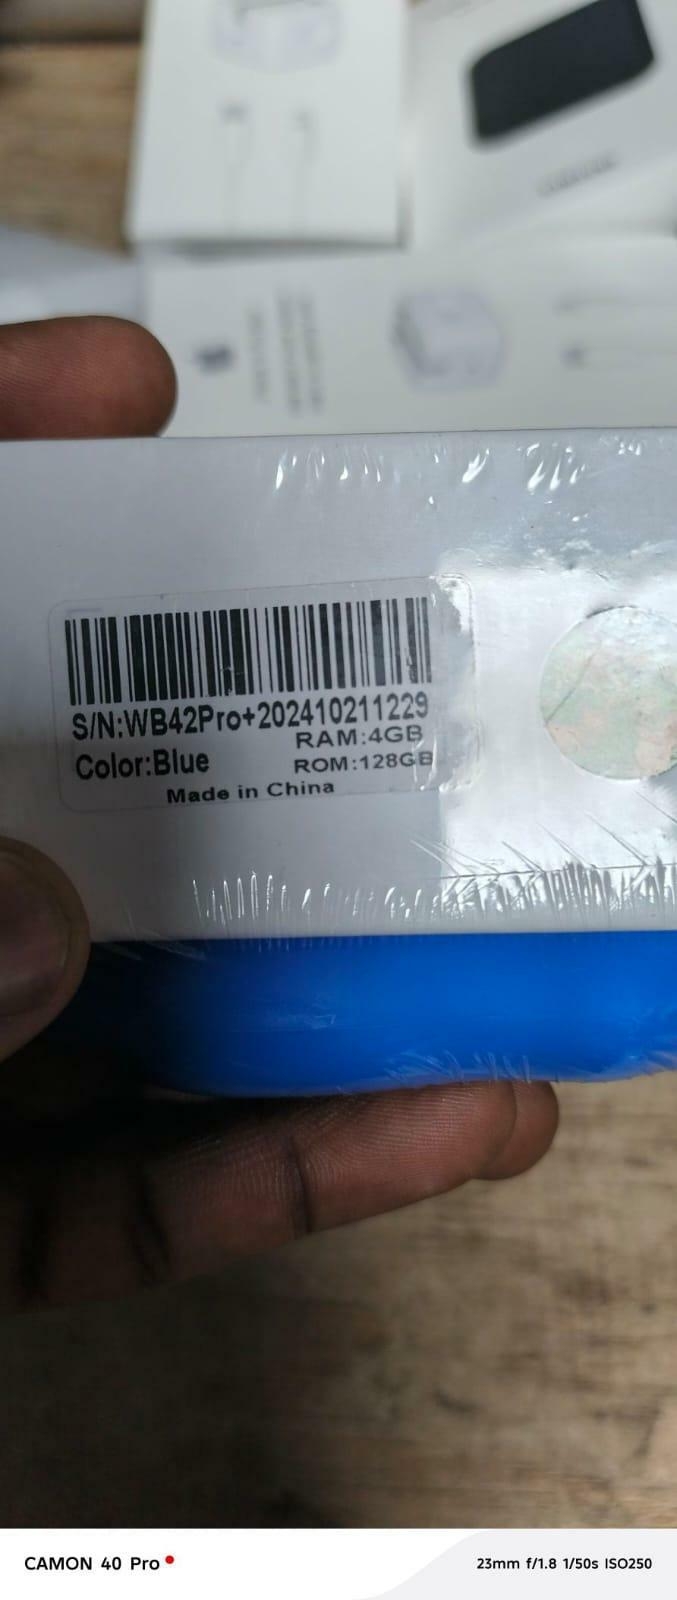 S/N:WB42Pro+202410211229
RAM:4GB
Color:Blue
ROM:128GB
Made in China
CAMON 40 Pro
23mm f/1.8 1/50s ISO250